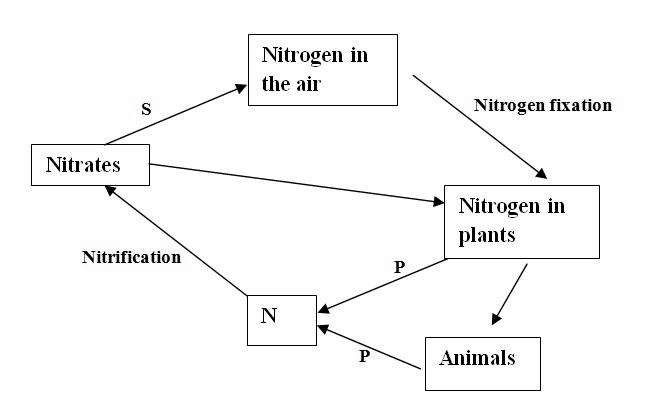 Nitrogen in
the air
S
Nitrogen fixation
Nitrates
Nitrogen in
plants
Nitrification
P
N
P
Animals